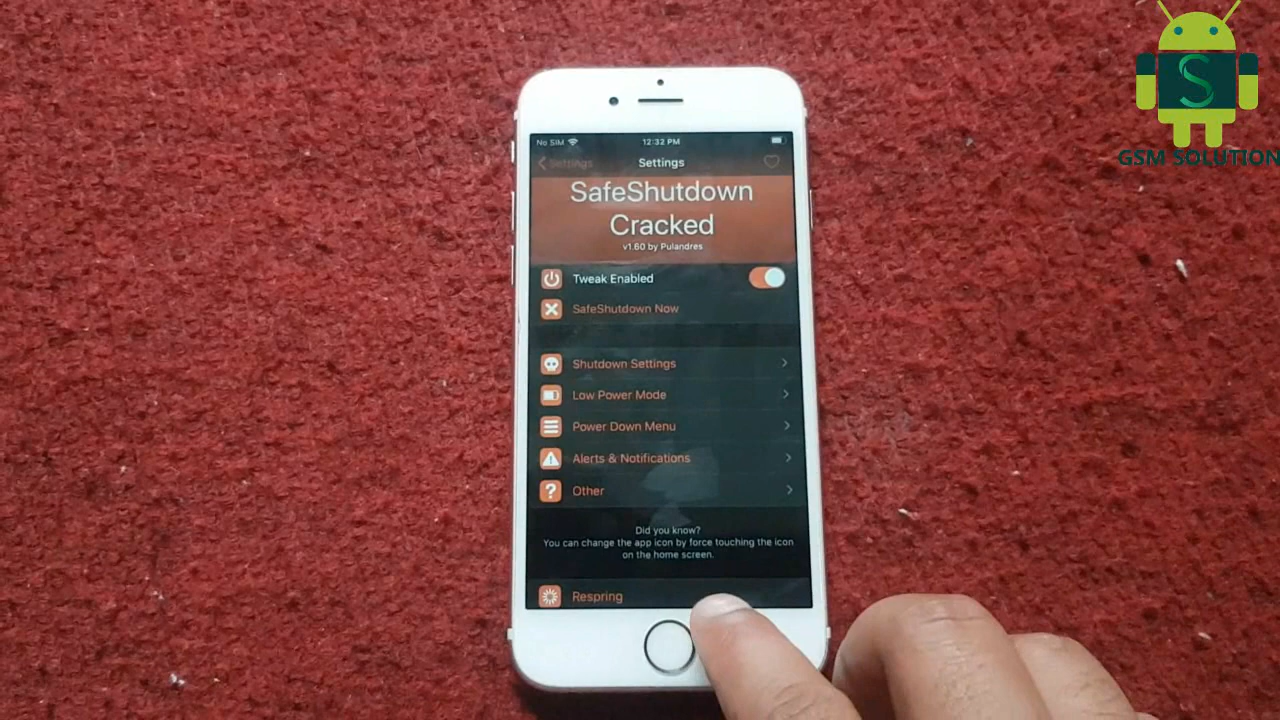 GSM SOLUTION
No SIM 12:32 PM
Settings Settings
SafeShutdown
Cracked
v1.60 by Pulandres
Tweak Enabled
SafeShutdown Now
Shutdown Settings
Low Power Mode
Power Down Menu
Alerts & Notifications
Other
Did you know?
You can change the app icon by force touching the icon
on the home screen.
Respring